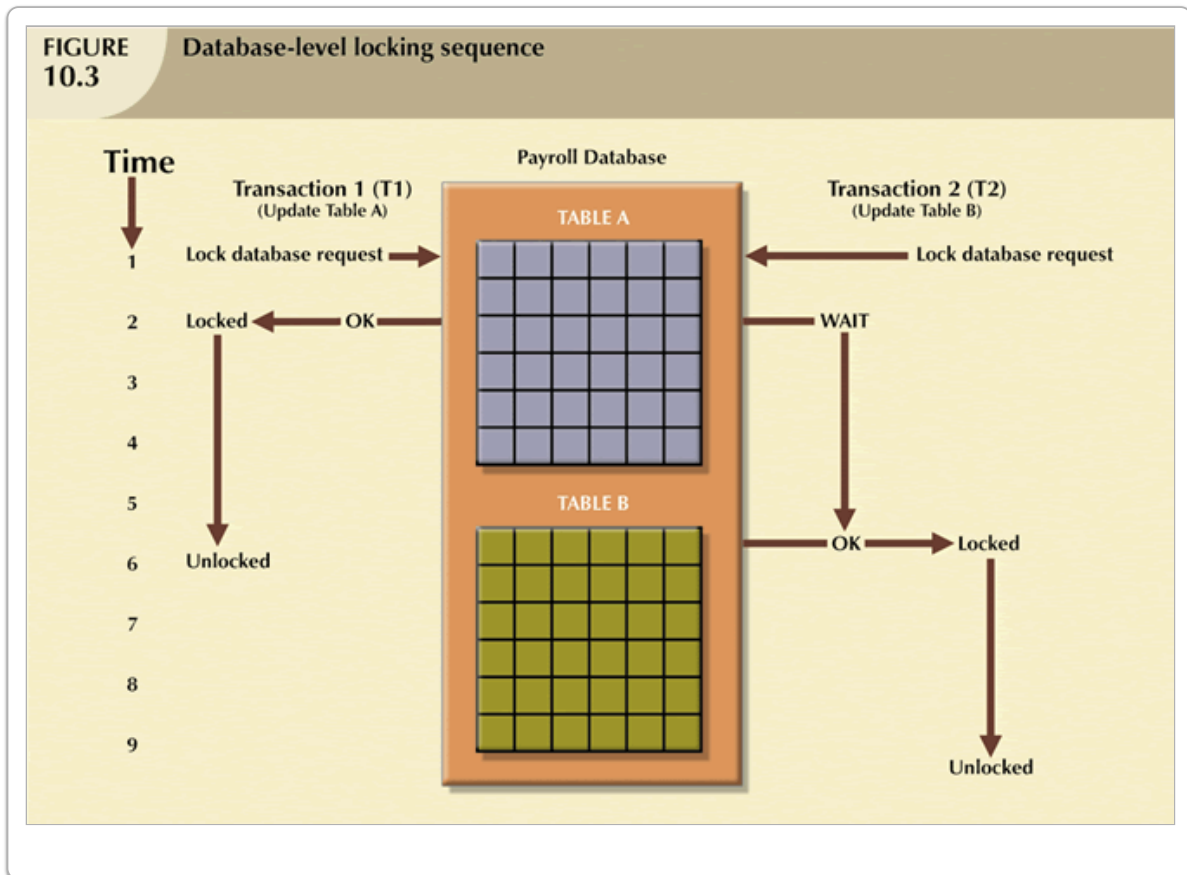 FIGURE
10.3
Database-level locking sequence
Time
Payroll Database
Transaction 1 (T1)
(Update Table A)
Transaction 2 (T2)
(Update Table B)
TABLE A
1
Lock database request
Lock database request
2
Locked
OK
WAIT
3
4
5
TABLE B
OK
Locked
6
Unlocked
7
8
9
Unlocked